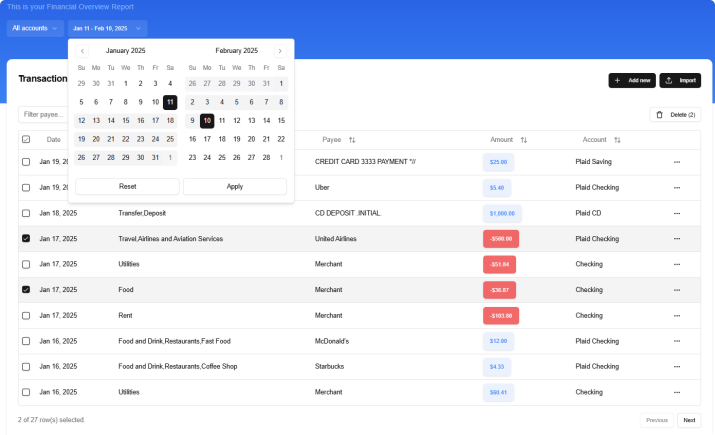 This is your Financial Overview Report
All accounts
Jan 11 - Feb 10, 2025
January 2025 February 2025
Su Mo Tu We Th Fr Sa Su Mo Tu We Th Fr Sa
29 30 31 1 2 3 4 26 27 28 29 30 31 1
5 6 7 8 9 10 11 2 3 4 5 6 7 8
12 13 14 15 16 17 18 9 10 11 12 13 14 15
19 20 21 22 23 24 25 16 17 18 19 20 21 22
26 27 28 29 30 31 1 23 24 25 26 27 28 1
Reset Apply
Transaction
Add new Import
Filter payee... Delete (2)
Date Payee Amount Account
Jan 19, 20 CREDIT CARD 3333 PAYMENT *// $25.00 Plaid Saving
Jan 19, 20 Uber $5.40 Plaid Checking
Jan 18, 2025 Transfer,Deposit CD DEPOSIT .INITIAL. $1,000.00 Plaid CD
Jan 17, 2025 Travel,Airlines and Aviation Services United Airlines -$500.00 Plaid Checking
Jan 17, 2025 Utilities Merchant -$51.04 Checking
Jan 17, 2025 Food Merchant -$36.87 Checking
Jan 17, 2025 Rent Merchant Checking
Jan 16, 2025 Food and Drink,Restaurants,Fast Food McDonald's $12.00 Plaid Checking
Jan 16, 2025 Food and Drink,Restaurants,Coffee Shop Starbucks $4.33 Plaid Checking
Jan 16, 2025 Utilities Merchant $60.41 Checking
2 of 27 row(s) selected. Previous Next